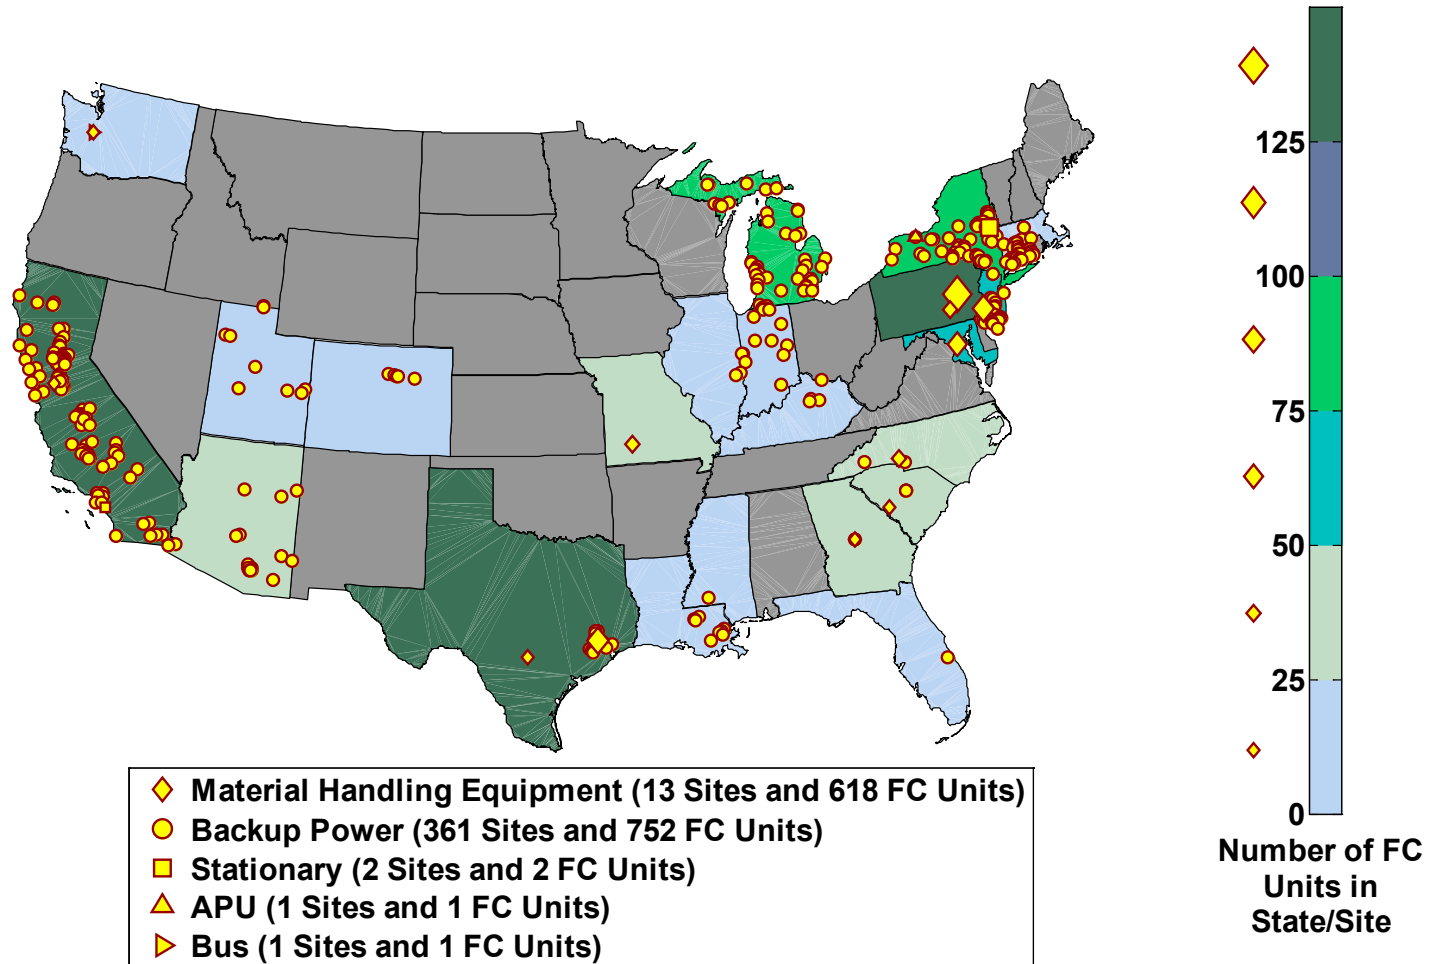 125
100
75
50
25
0
Number of FC
Units in
State/Site
Material Handling Equipment (13 Sites and 618 FC Units)
Backup Power (361 Sites and 752 FC Units)
Stationary (2 Sites and 2 FC Units)
APU (1 Sites and 1 FC Units)
Bus (1 Sites and 1 FC Units)